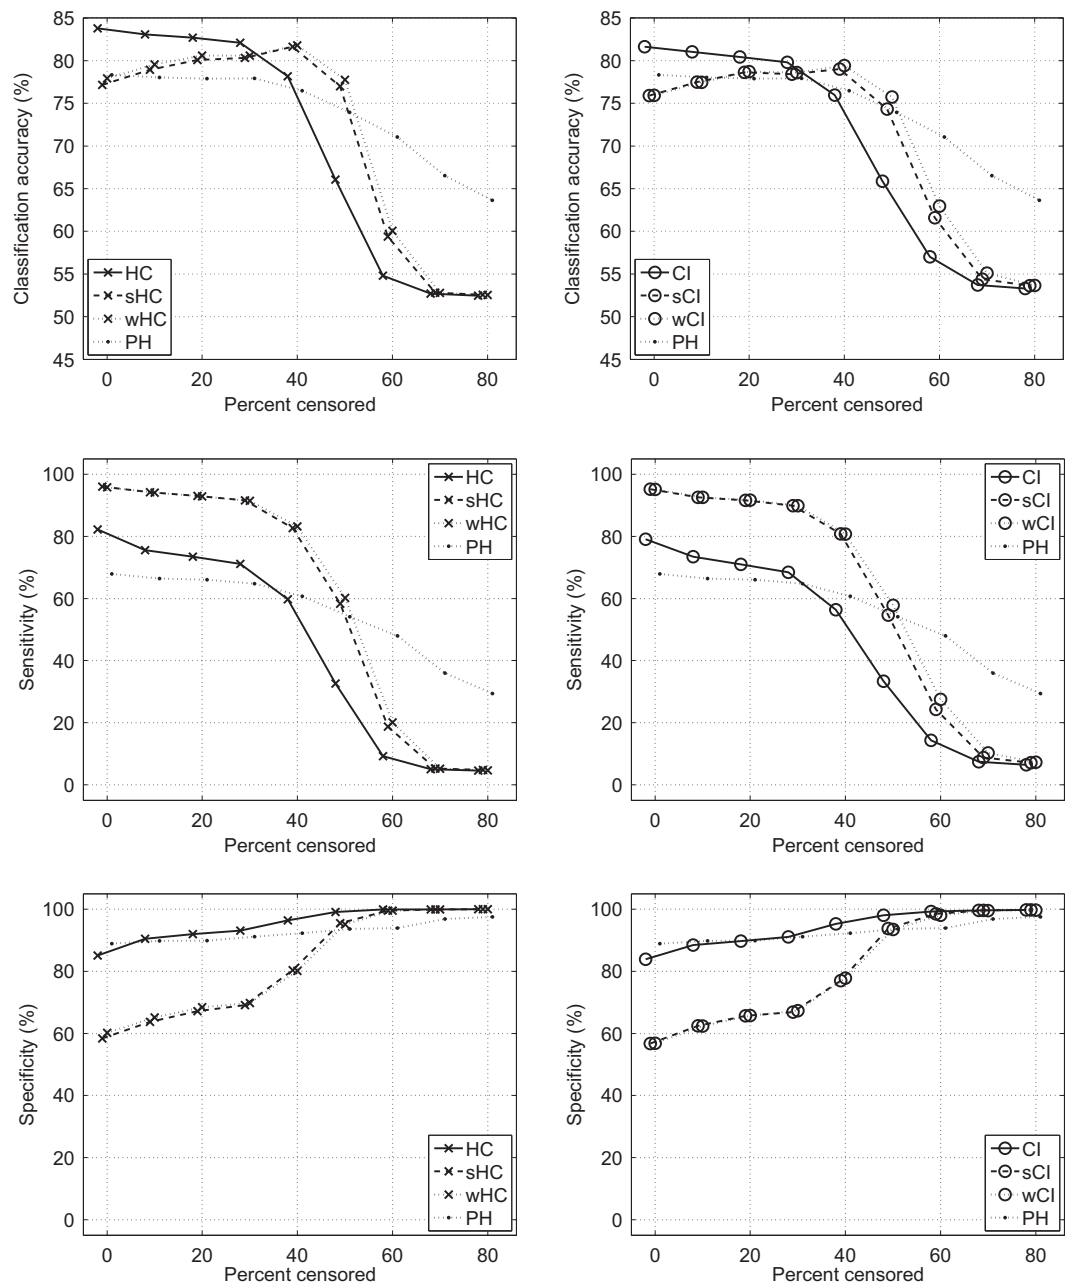 85
80
75
70
65
60
55
50
45
Classification accuracy (%)
HC
sHC
wHC
PH
0 20 40 60 80
Percent censored
85
80
75
70
65
60
55
50
45
Classification accuracy (%)
CI
sCI
wCI
PH
0 20 40 60 80
Percent censored
100
80
60
40
20
0
Sensitivity (%)
HC
sHC
wHC
PH
0 20 40 60 80
Percent censored
100
80
60
40
20
0
Sensitivity (%)
CI
sCI
wCI
PH
0 20 40 60 80
Percent censored
100
80
60
40
20
0
Specificity (%)
HC
sHC
wHC
PH
0 20 40 60 80
Percent censored
100
80
60
40
20
0
Specificity (%)
CI
sCI
wCI
PH
0 20 40 60 80
Percent censored